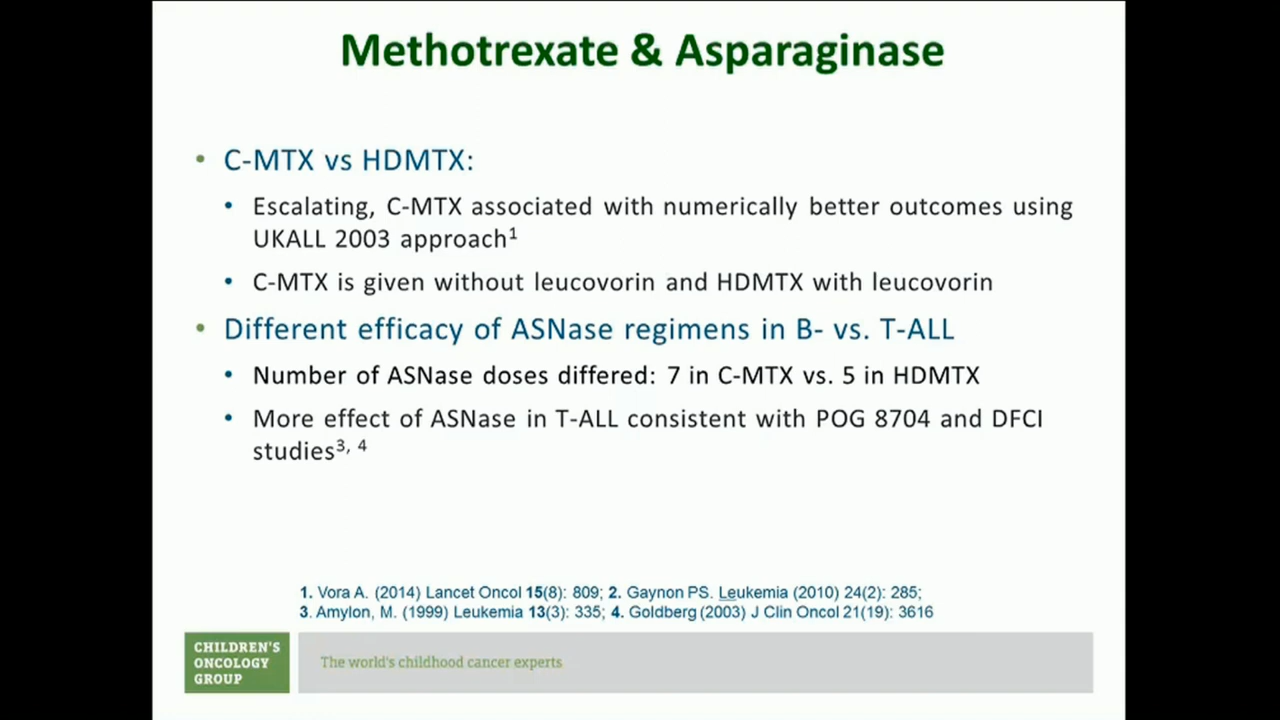 Methotrexate & Asparaginase
• C-MTX vs HDMTX:
• Escalating, C-MTX associated with numerically better outcomes using
UKALL 2003 approach1
• C-MTX is given without leucovorin and HDMTX with leucovorin
• Different efficacy of ASNase regimens in B- vs. T-ALL
• Number of ASNase doses differed: 7 in C-MTX vs. 5 in HDMTX
• More effect of ASNase in T-ALL consistent with POG 8704 and DFCI
studies3, 4
1. Vora A. (2014) Lancet Oncol 15(8): 809; 2. Gaynon PS. Leukemia (2010) 24(2): 285;
3. Amylon, M. (1999) Leukemia 13(3): 335; 4. Goldberg (2003) J Clin Oncol 21(19): 3616
CHILDREN'S
ONCOLOGY
GROUP
The world's childhood cancer experts